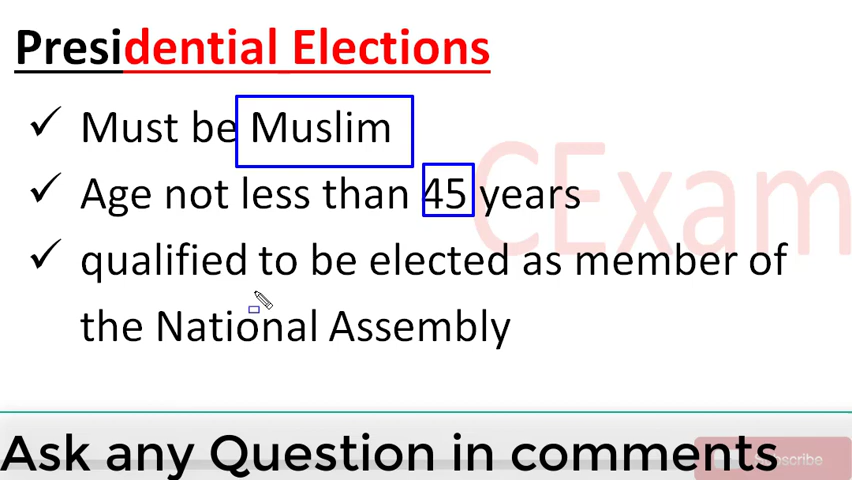 Presidential Elections
✓ Must be Muslim
✓ Age not less than 45 years
✓ qualified to be elected as member of
the National Assembly
CExam
Ask any Question in comments